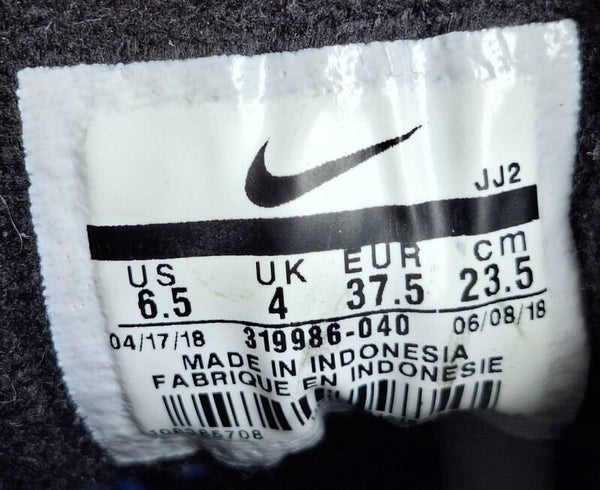 JJ2
US UK EUR cm
6.5 4 37.5 23.5
04/17/18 319986-040 06/08/18
MADE IN INDONESIA
FABRIQUE EN INDONESIE